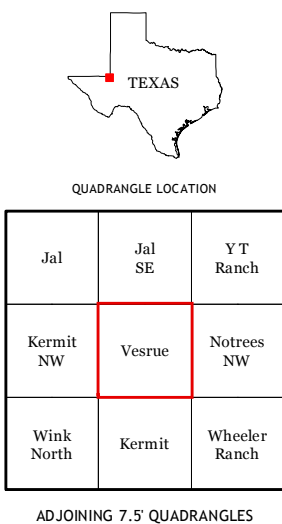 TEXAS
QUADRANGLE LOCATION
Jal
Jal
SE
Y T
Ranch
Kermit
NW
Vesrue
Notrees
NW
Wink
North
Kermit
Wheeler
Ranch
ADJOINING 7.5' QUADRANGLES